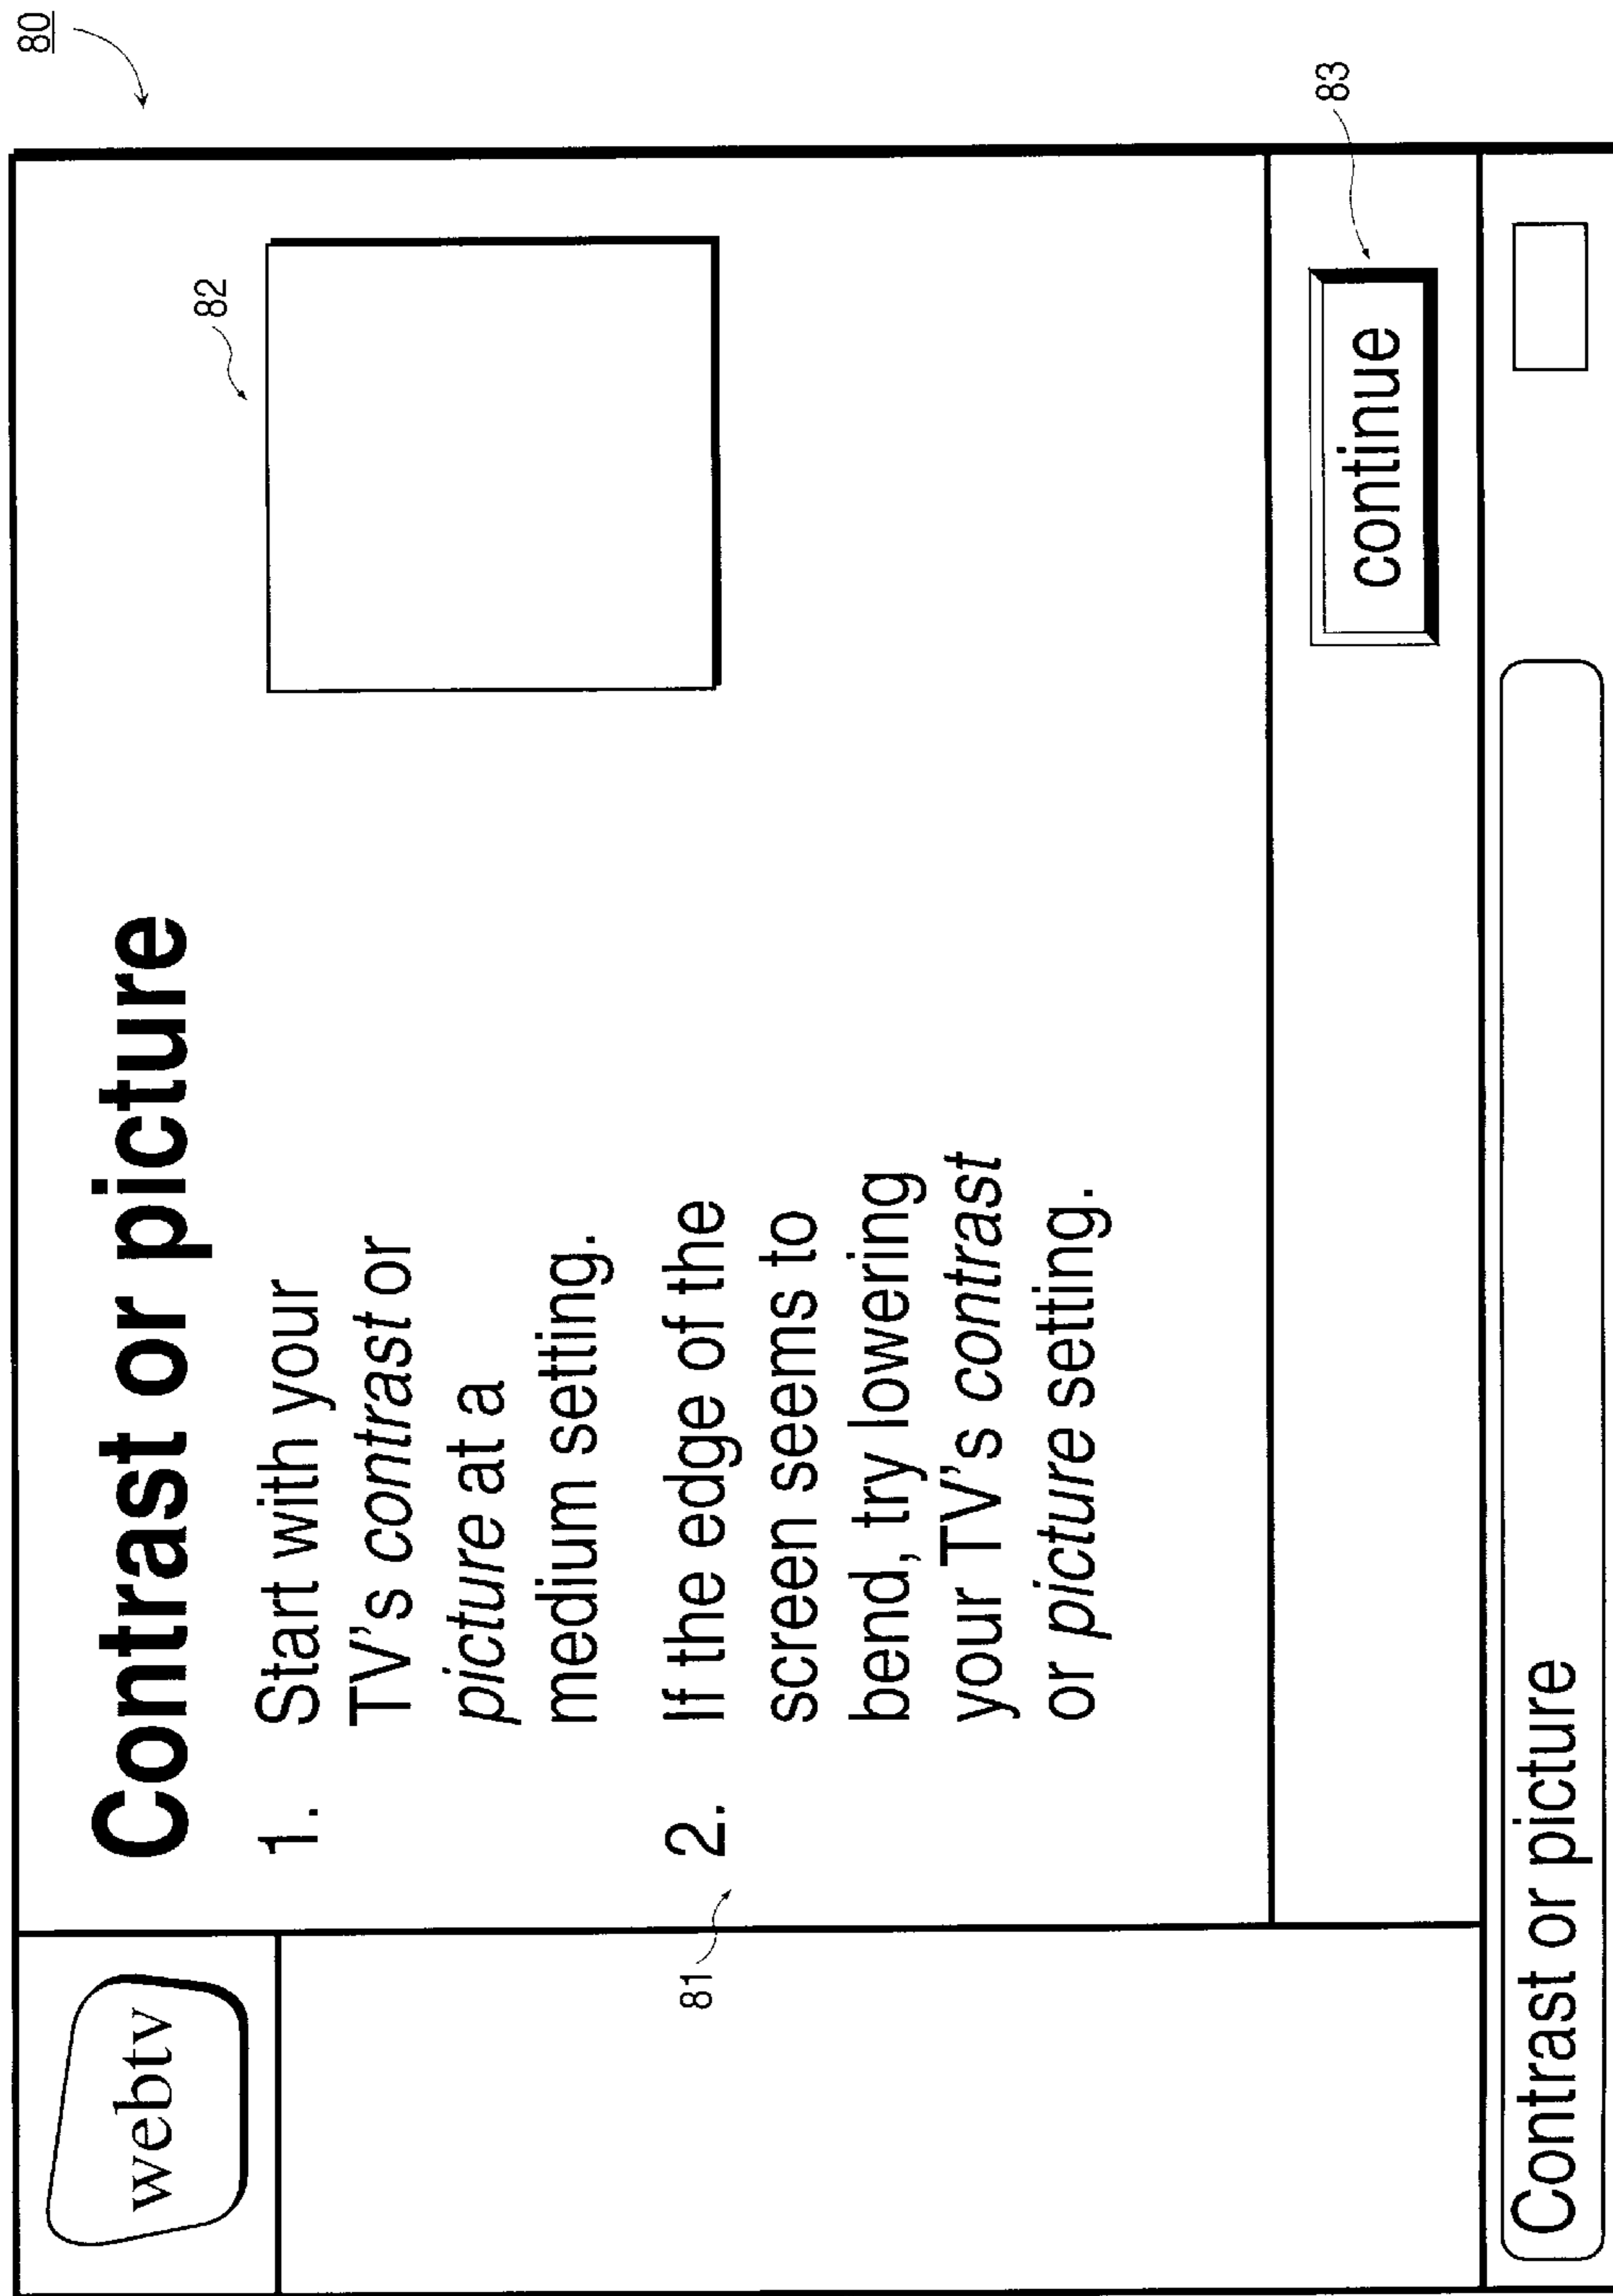 80
webtv
Contrast or picture
82
1. Start with your
TV's contrast or
picture at a
medium setting.
2. If the edge of the
screen seems to
bend, try lowering
your TV's contrast
or picture setting.
81
83
continue
Contrast or picture